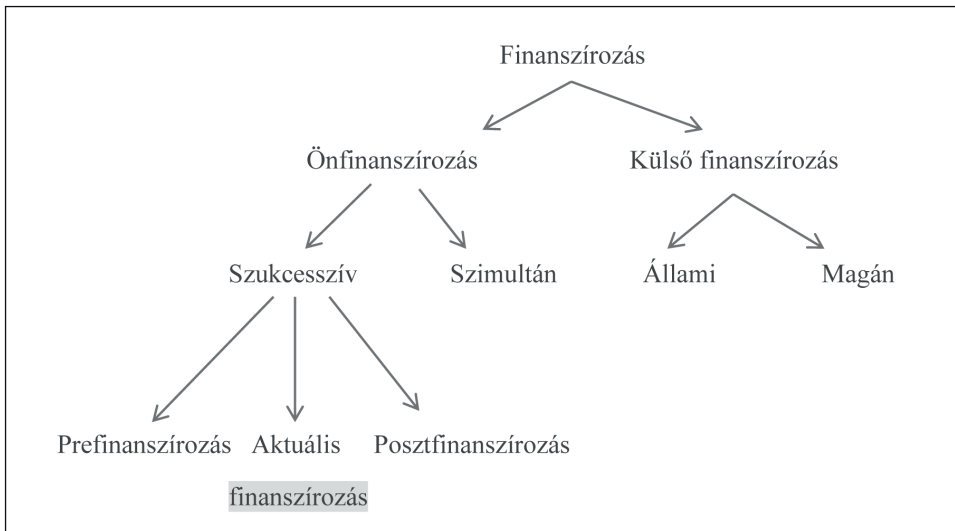 Finanszírozás
Önfinanszírozás Külső finanszírozás
Szukcesszív Szimultán Állami Magán
Prefinanszírozás Aktuális Posztfinanszírozás
finanszírozás